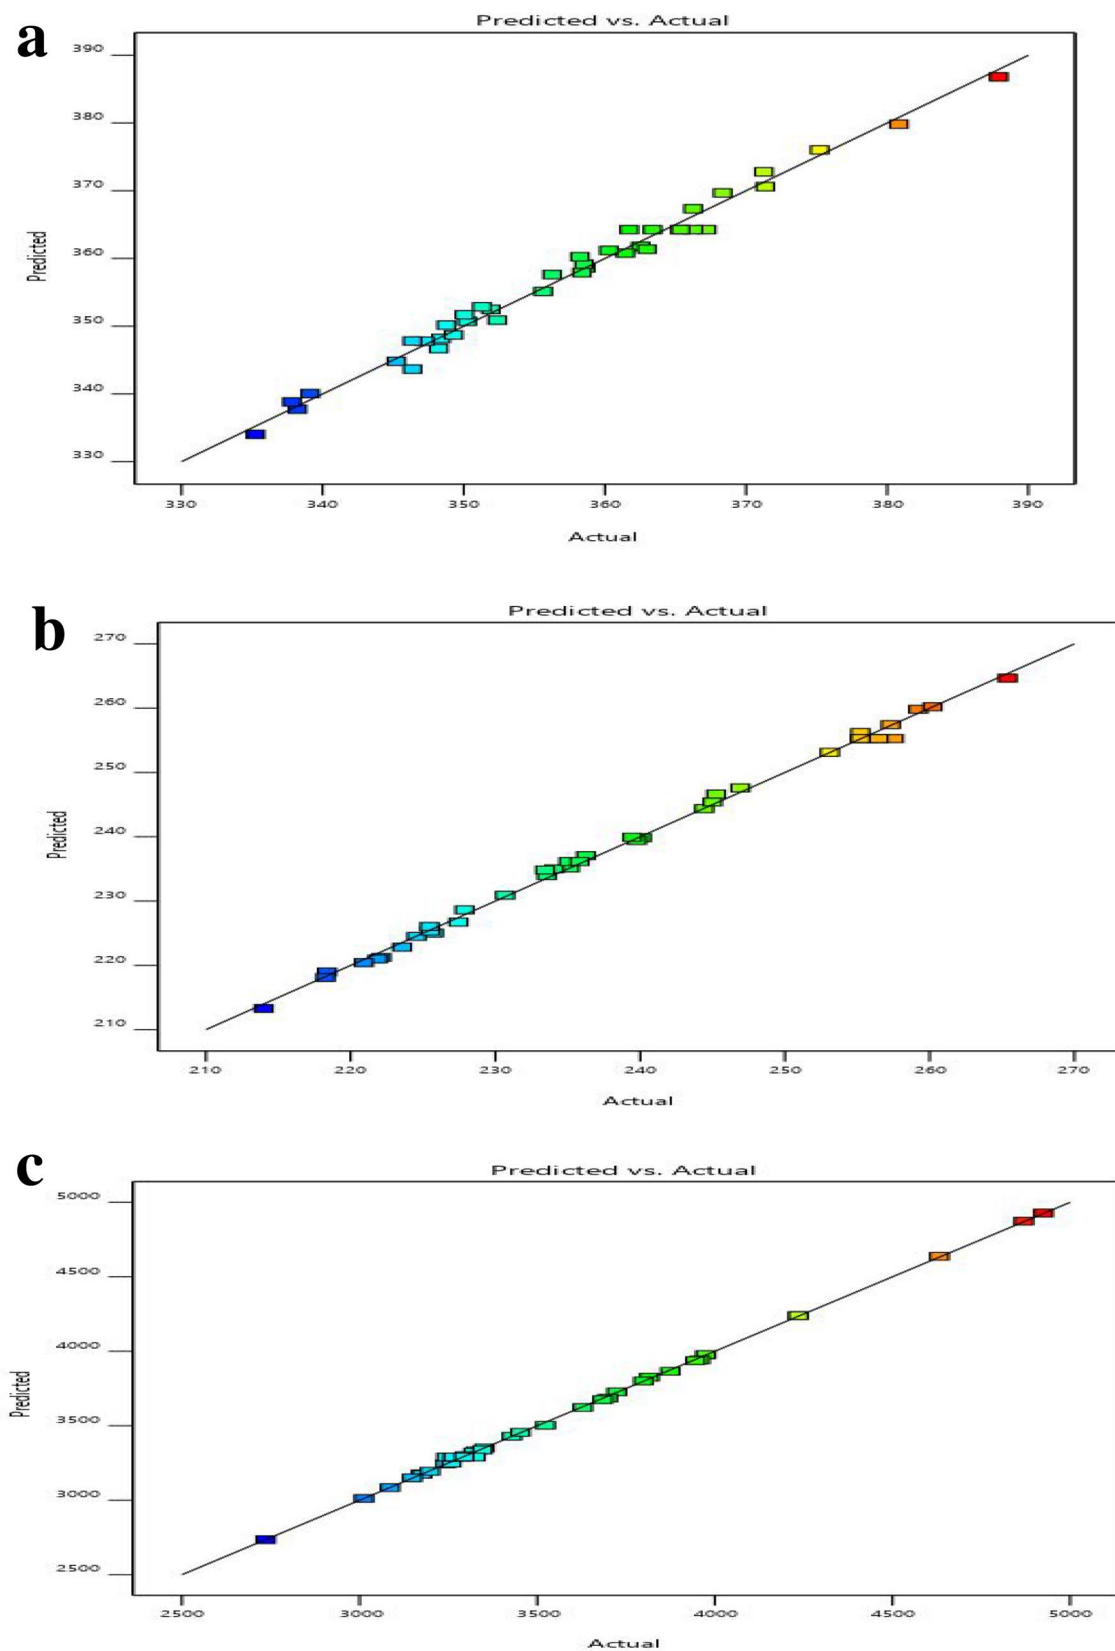 a
Predicted vs. Actual
390
380
370
360
350
340
330
Predicted
330 340 350 360 370 380 390
Actual
b
Predicted vs. Actual
270
260
250
240
230
220
210
Predicted
210 220 230 240 250 260 270
Actual
c
Predicted vs. Actual
5000
4500
4000
3500
3000
2500
Predicted
2500 3000 3500 4000 4500 5000
Actual